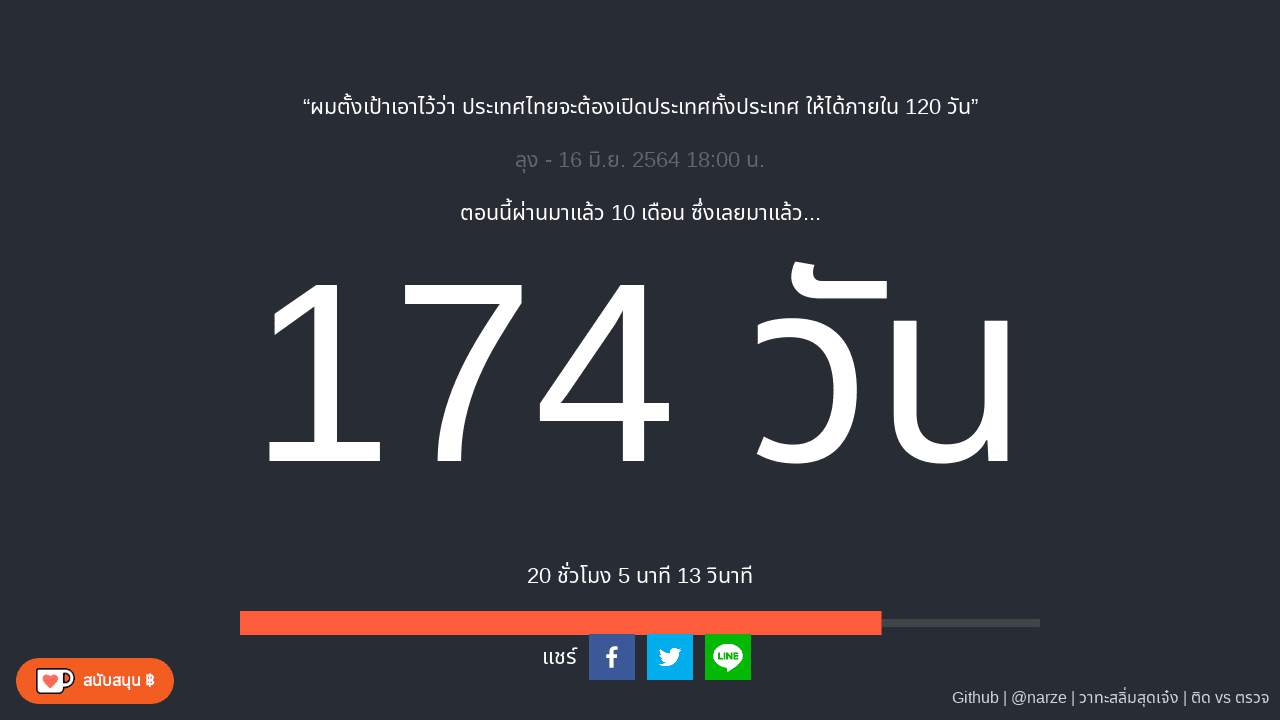 “ผมตั้งเป้าเอาไว้ว่า ประเทศไทยจะต้องเปิดประเทศทั้งประเทศ ให้ได้ภายใน 120 วัน”
ลุง - 16 มิ.ย. 2564 18:00 น.
ตอนนี้ผ่านมาแล้ว 10 เดือน ซึ่งเลยมาแล้ว...
174 วัน
20 ชั่วโมง 5 นาที 13 วินาที
แชร์
LINE
สนับสนุน ฿
Github | @narze | วาทะสลิ่มสุดเจ๋ง | ติด vs ตรวจ